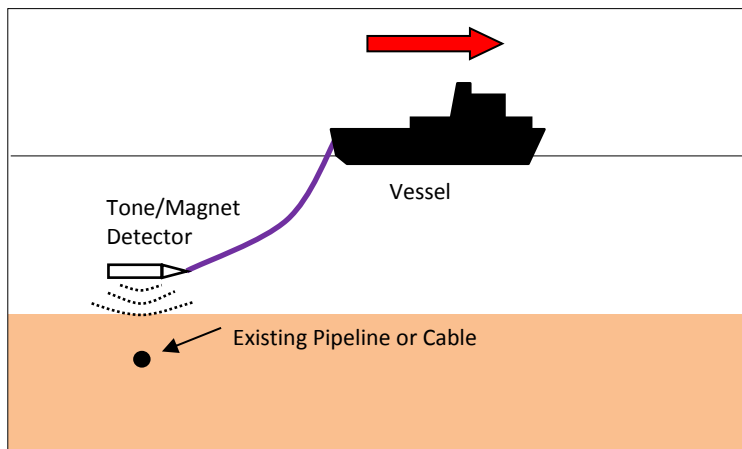 Vessel
Tone/Magnet
Detector
Existing Pipeline or Cable